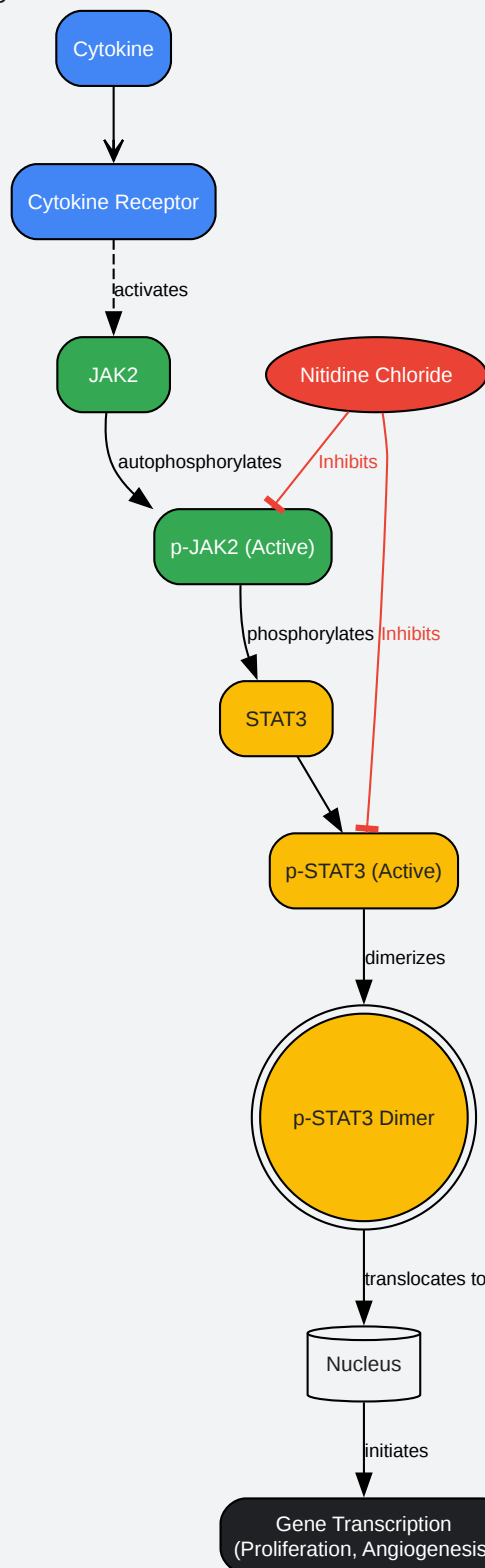 Cytokine
Cytokine Receptor
activates
JAK2
Nitidine Chloride
autophosphorylates
Inhibits
p-JAK2 (Active)
phosphorylates
Inhibits
STAT3
p-STAT3 (Active)
dimerizes
p-STAT3 Dimer
translocates to
Nucleus
initiates
Gene Transcription
(Proliferation, Angiogenesis